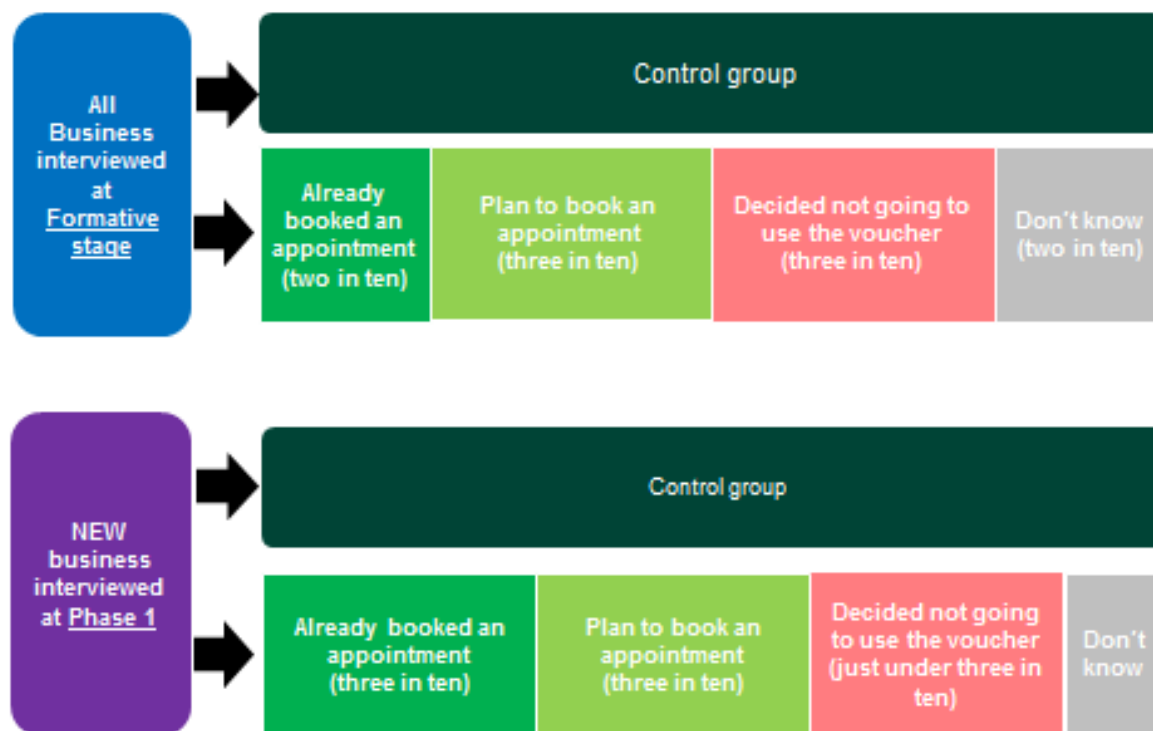 All
Business
interviewed
at
Formative
stage
Control group
Already
booked an
appointment
(two in ten)
Plan to book an
appointment
(three in ten)
Decided not going to
use the voucher
(three in ten)
Don't know
(two in ten)
NEW
business
interviewed
at Phase 1
Control group
Already booked an
appointment
(three in ten)
Plan to book an
appointment
(three in ten)
Decided not going
to use the voucher
(just under three in
ten)
Don't
know